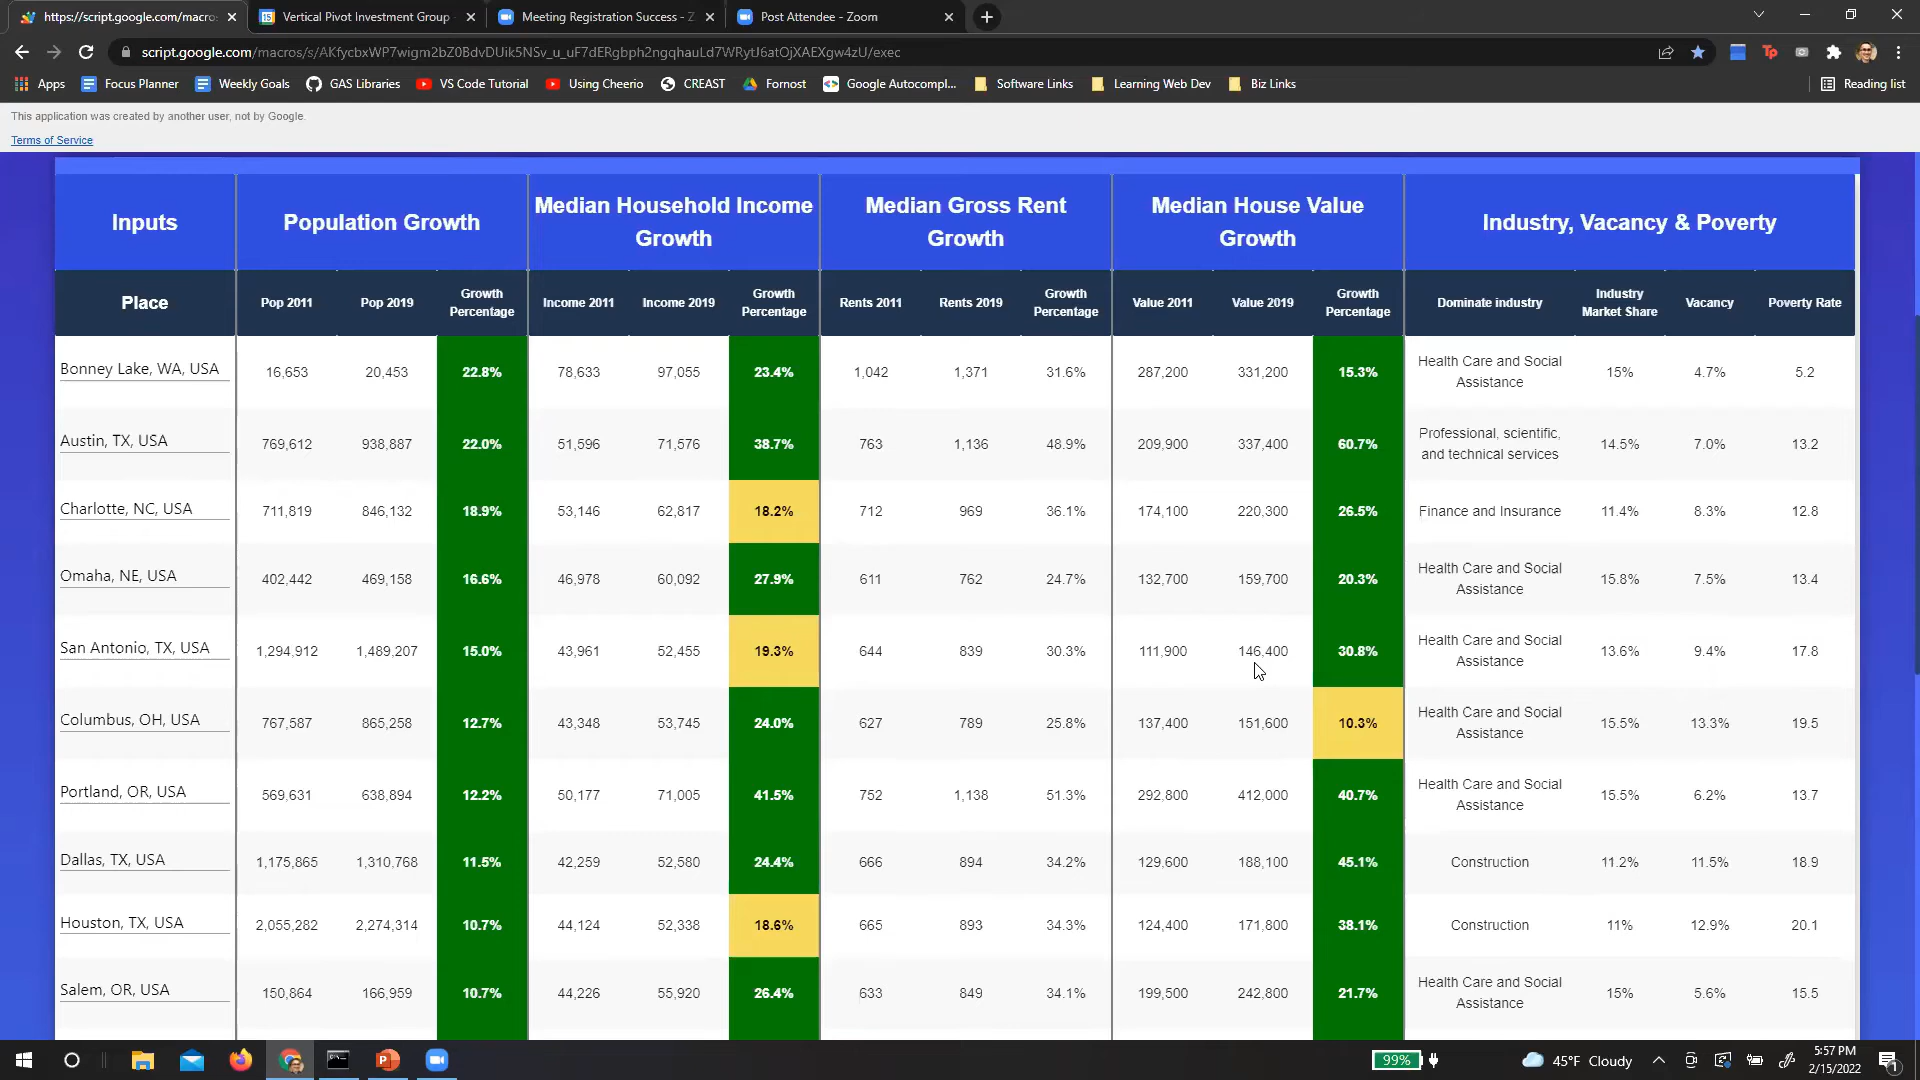 https://script.google.com/macros
Vertical Pivot Investment Group -
Meeting Registration Success - Z
Post Attendee - Zoom
script.google.com/macros/s/AKfycbxWP7wigm2bZ0BdvDUik5NSv_u_uF7dERgbph2ngqhauLd7WRytJ6atOjXAEXgw4zU/exec
Apps
Focus Planner
Weekly Goals
GAS Libraries
VS Code Tutorial
Using Cheerio
CREAST
Fornost
Google Autocompl...
Software Links
Learning Web Dev
Biz Links
Reading list
This application was created by another user, not by Google.
Terms of Service
Inputs
Population Growth
Median Household Income
Growth
Median Gross Rent
Growth
Median House Value
Growth
Industry, Vacancy & Poverty
Place
Pop 2011
Pop 2019
Growth
Percentage
Income 2011
Income 2019
Growth
Percentage
Rents 2011
Rents 2019
Growth
Percentage
Value 2011
Value 2019
Growth
Percentage
Dominate industry
Industry
Market Share
Vacancy
Poverty Rate
Bonney Lake, WA, USA 16,653 20,453 22.8% 78,633 97,055 23.4% 1,042 1,371 31.6% 287,200 331,200 15.3%
Health Care and Social
Assistance
15% 4.7% 5.2
Austin, TX, USA 769,612 938,887 22.0% 51,596 71,576 38.7% 763 1,136 48.9% 209,900 337,400 60.7%
Professional, scientific,
and technical services
14.5% 7.0% 13.2
Charlotte, NC, USA 711,819 846,132 18.9% 53,146 62,817 18.2% 712 969 36.1% 174,100 220,300 26.5% Finance and Insurance 11.4% 8.3% 12.8
Omaha, NE, USA 402,442 469,158 16.6% 46,978 60,092 27.9% 611 762 24.7% 132,700 159,700 20.3%
Health Care and Social
Assistance
15.8% 7.5% 13.4
San Antonio, TX, USA 1,294,912 1,489,207 15.0% 43,961 52,455 19.3% 644 839 30.3% 111,900 146,400 30.8%
Health Care and Social
Assistance
13.6% 9.4% 17.8
Columbus, OH, USA 767,587 865,258 12.7% 43,348 53,745 24.0% 627 789 25.8% 137,400 151,600 10.3%
Health Care and Social
Assistance
15.5% 13.3% 19.5
Portland, OR, USA 569,631 638,894 12.2% 50,177 71,005 41.5% 752 1,138 51.3% 292,800 412,000 40.7%
Health Care and Social
Assistance
15.5% 6.2% 13.7
Dallas, TX, USA 1,175,865 1,310,768 11.5% 42,259 52,580 24.4% 666 894 34.2% 129,600 188,100 45.1% Construction 11.2% 11.5% 18.9
Houston, TX, USA 2,055,282 2,274,314 10.7% 44,124 52,338 18.6% 665 893 34.3% 124,400 171,800 38.1% Construction 11% 12.9% 20.1
Salem, OR, USA 150,864 166,959 10.7% 44,226 55,920 26.4% 633 849 34.1% 199,500 242,800 21.7%
Health Care and Social
Assistance
15% 5.6% 15.5
99%
45°F Cloudy
5:57 PM
2/15/2022
1